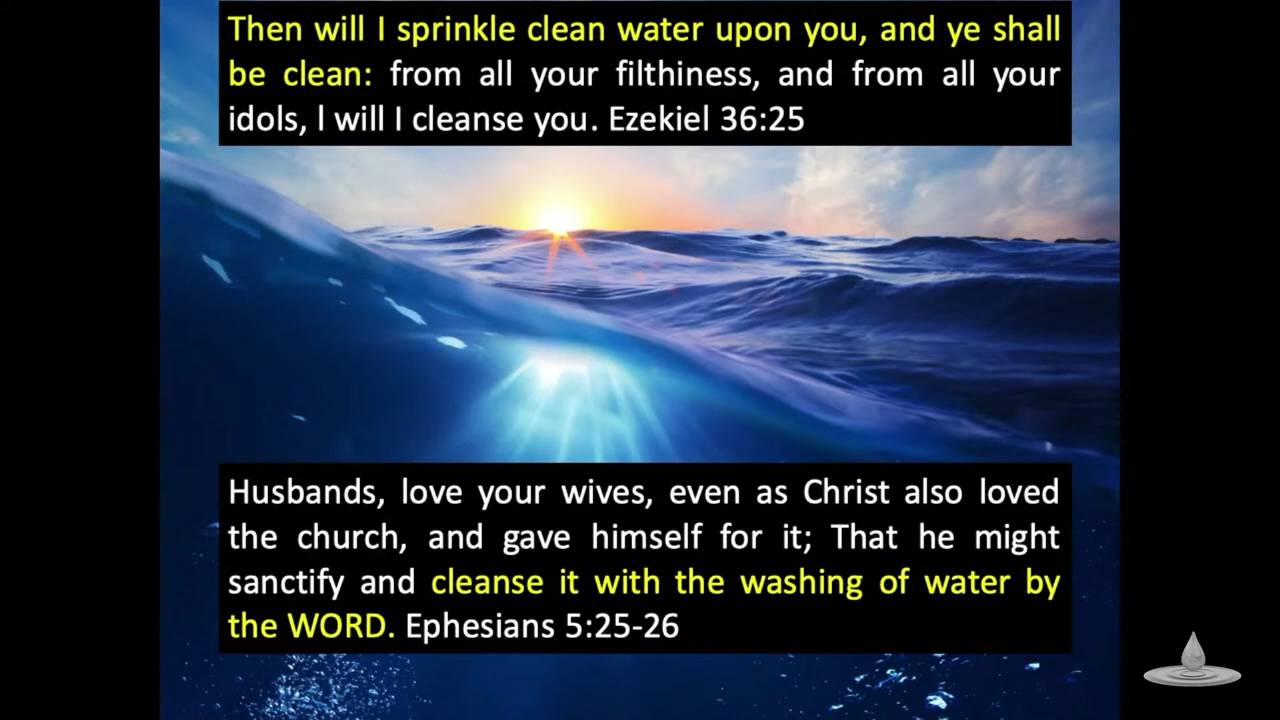 Then will I sprinkle clean water upon you, and ye shall
be clean: from all your filthiness, and from all your
idols, l will I cleanse you. Ezekiel 36:25
Husbands, love your wives, even as Christ also loved
the church, and gave himself for it; That he might
sanctify and cleanse it with the washing of water by
the WORD. Ephesians 5:25-26